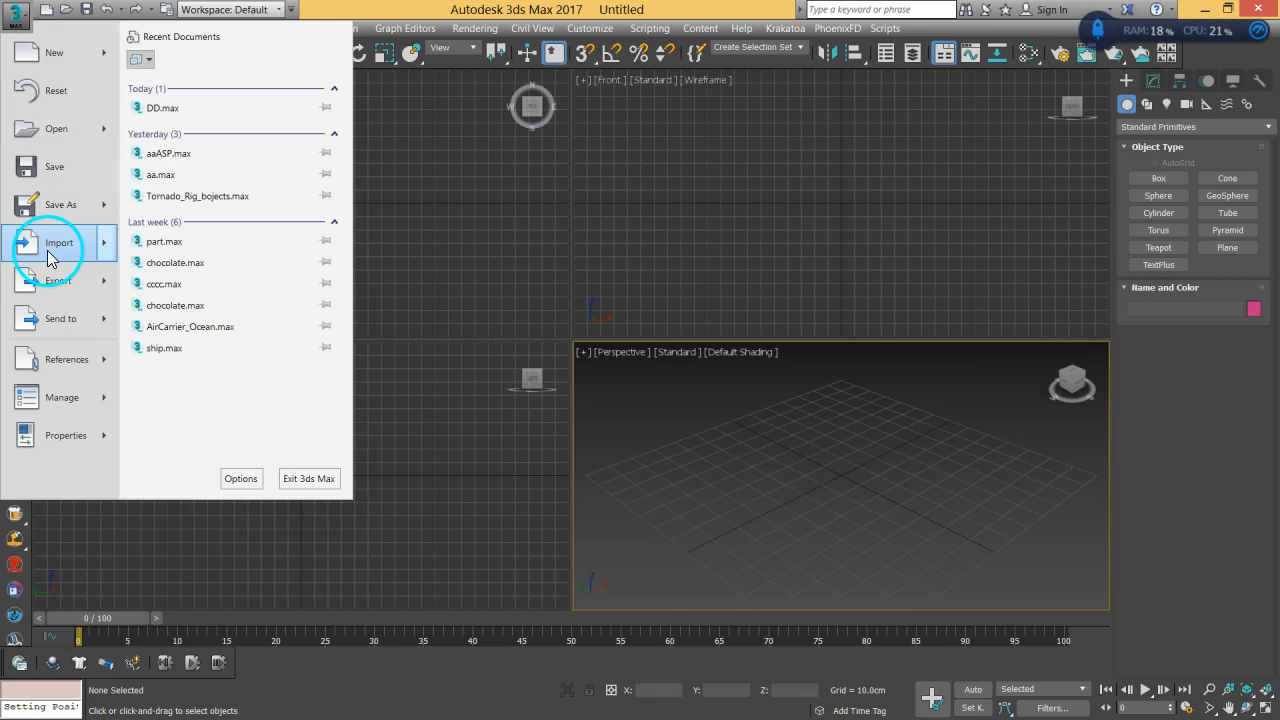 3
MAX
Workspace: Default
Autodesk 3ds Max 2017 Untitled
Type a keyword or phrase
Sign In
Graph Editors Rendering Civil View Customize Scripting Content Help Krakatoa PhoenixFD Scripts
RAM: 18 % CPU: 21 %
View
Create Selection Set
New
Reset
Open
Save
Save As
Import
Export
Send to
References
Manage
Properties
Recent Documents
Today (1)
DD.max
Yesterday (3)
aaASP.max
aa.max
Tornado_Rig_bojects.max
Last week (6)
part.max
chocolate.max
cccc.max
chocolate.max
AirCarrier_Ocean.max
ship.max
Options
Exit 3ds Max
N
W
E
S
[ + ] [Front ] [Standard ] [Wireframe ]
[ + ] [Perspective ] [Standard ] [Default Shading ]
Standard Primitives
Object Type
AutoGrid
Box Cone
Sphere GeoSphere
Cylinder Tube
Torus Pyramid
Teapot Plane
TextPlus
Name and Color
< 0 / 100 >
0 5 10 15 20 25 30 35 40 45 50 55 60 65 70 75 80 85 90 95 100
None Selected
X: Y: Z: Grid = 10.0cm
Auto Selected
Setting Posit
Click or click-and-drag to select objects
Add Time Tag
Set K. Filters...
0